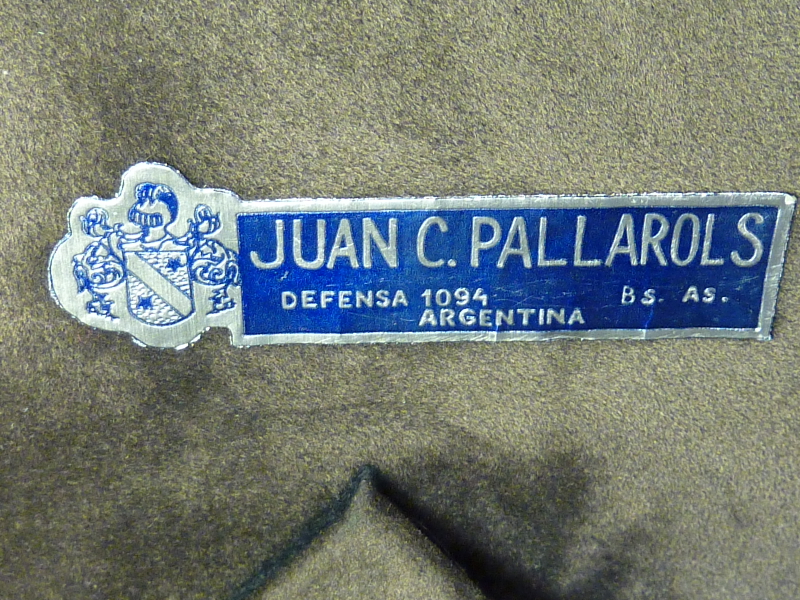 JUAN C. PALLAROLS
DEFENSA 1094 Bs. As.
ARGENTINA